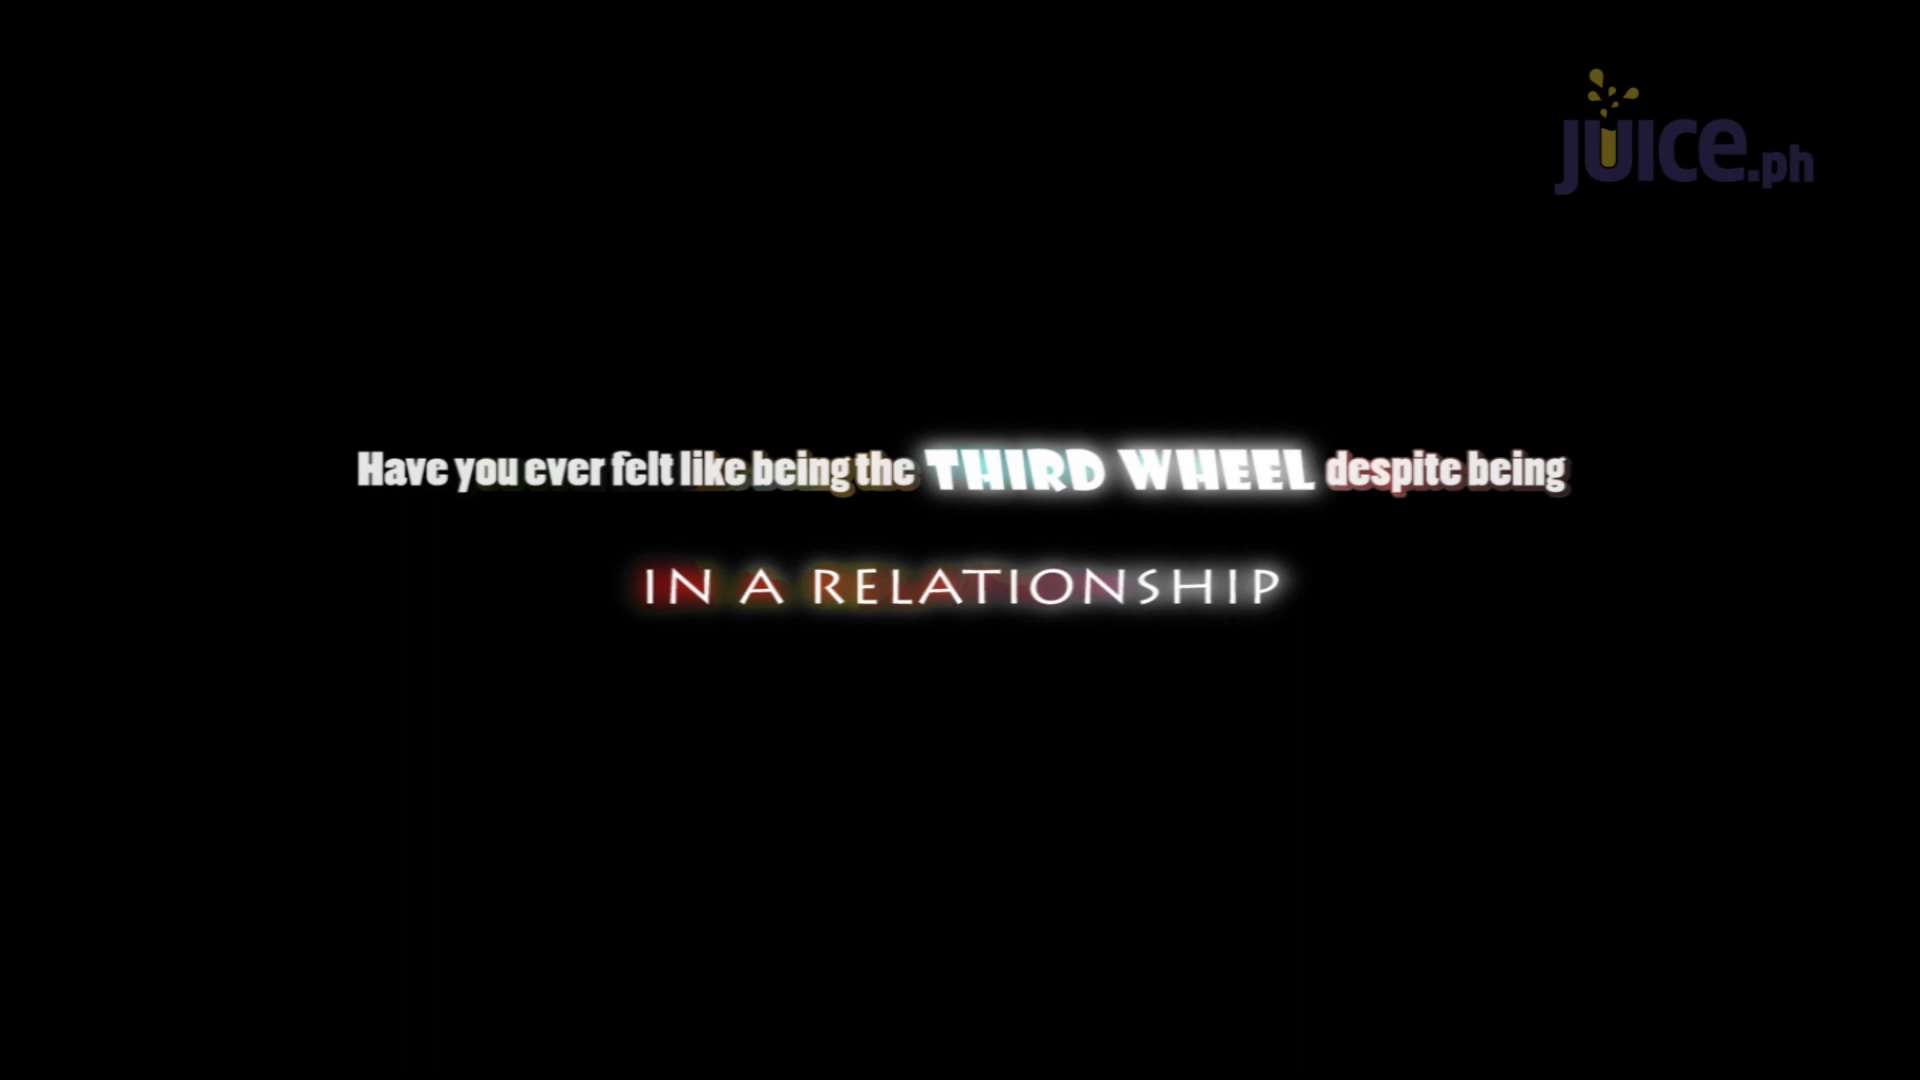 JUICE.ph
Have you ever felt like being the THIRD WHEEL despite being
IN A RELATIONSHIP